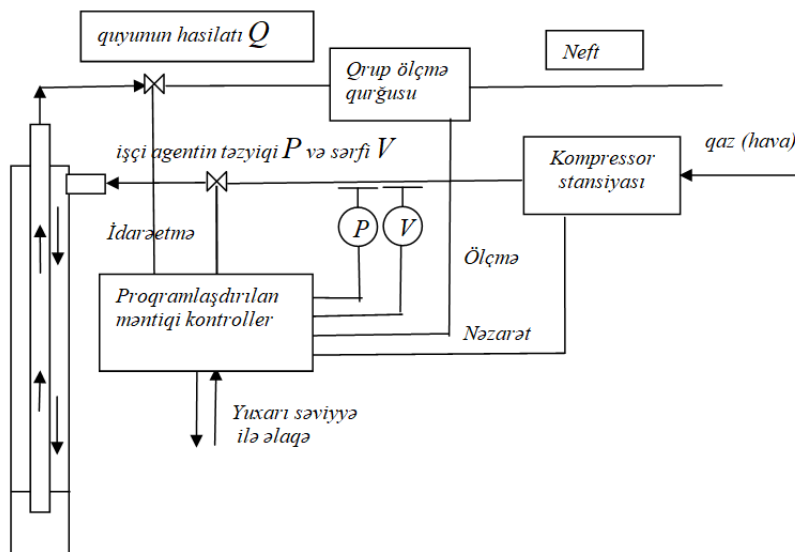 quyunun hasilatı Q
Neft
Qrup ölçmə
qurğusu
işçi agentin təzyiqi P və sərfi V
Kompressor
stansiyası
qaz (hava)
P
V
İdarəetmə
Ölçmə
Proqramlaşdırılan
məntiqi kontroller
Nəzarət
Yuxarı səviyyə
ilə əlaqə